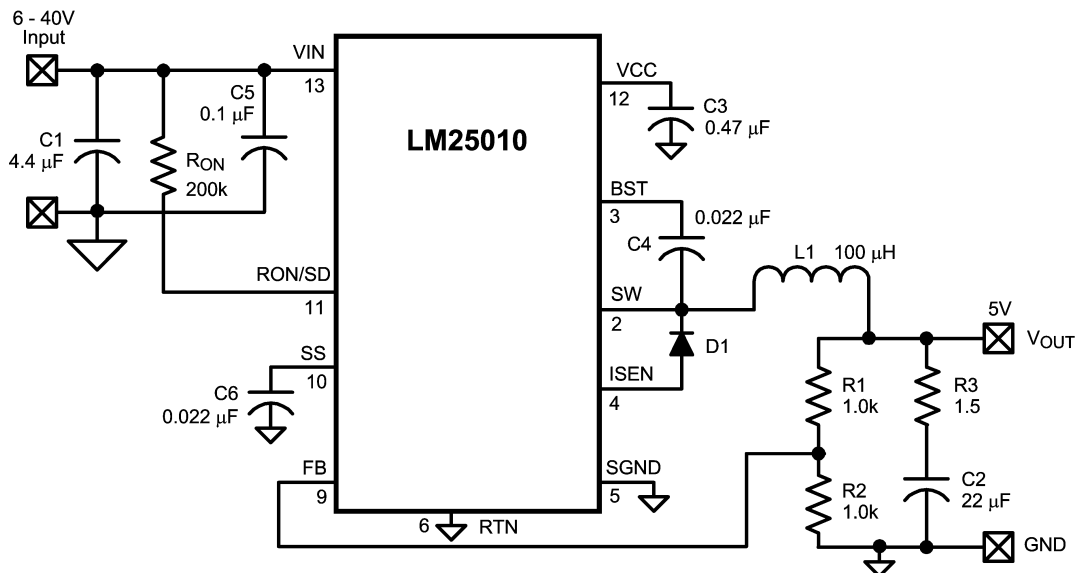 6 - 40V
Input
VIN
13
C5
0.1 µF
C1
4.4 µF
RON
200k
RON/SD
11
SS
10
C6
0.022 µF
FB
9
LM25010
6 RTN
VCC
12
C3
0.47 µF
BST
3
0.022 µF
C4
L1 100 µH
SW
2
D1
ISEN
4
5V
VOUT
R1
1.0k
R3
1.5
SGND
5
R2
1.0k
C2
22 µF
GND